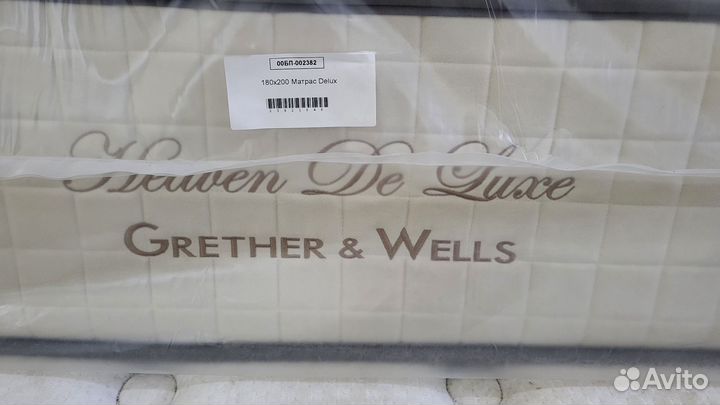 00БП-002382
180x200 Матрас Delux
Heaven De Luxe
GRETHER & WELLS
Avito